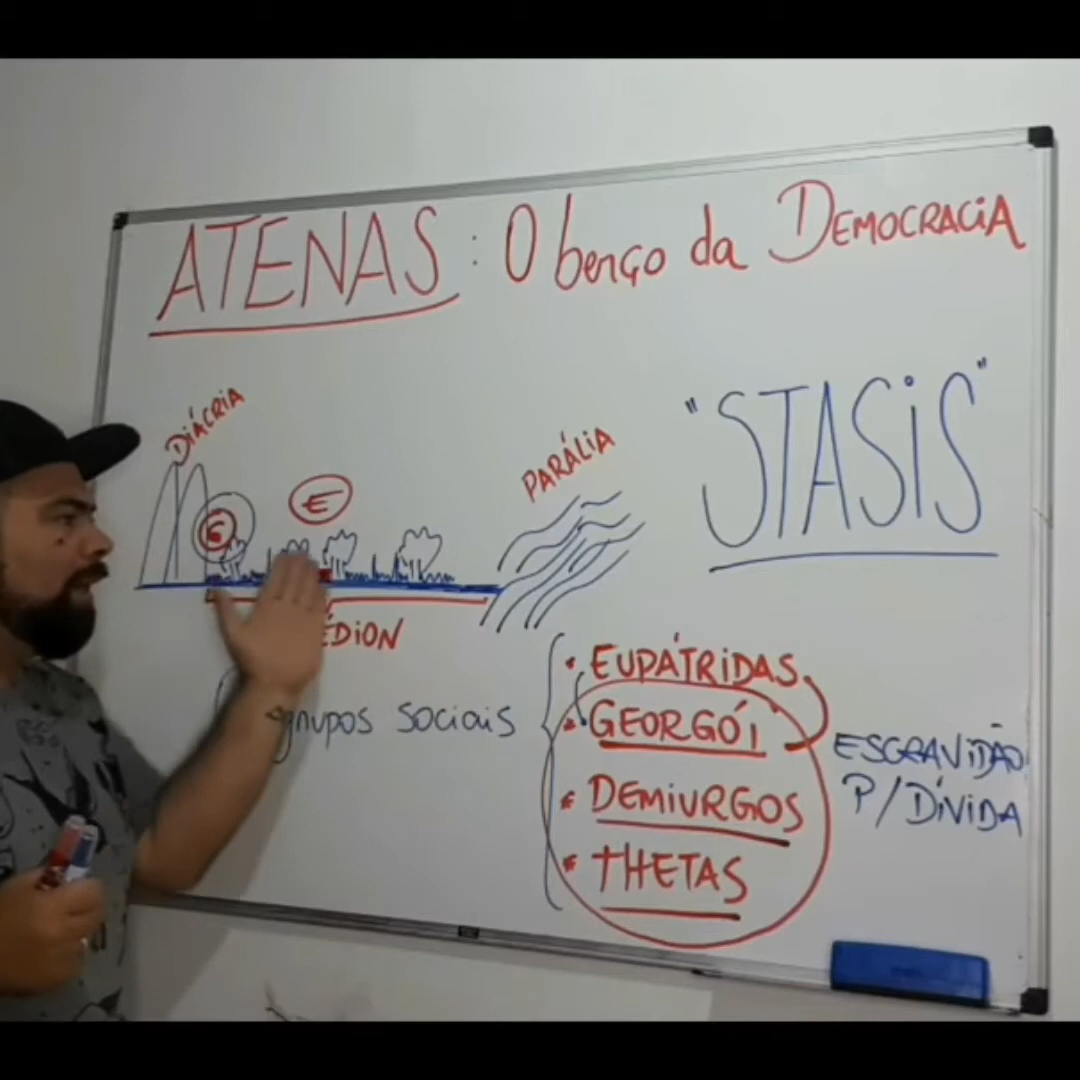 ATENAS: O berço da DEMOCRACIA
DIÁCRIA
G
E
PARÁLIA
"STASIS"
ÉDION
grupos sociais
• EUPÁTRIDAS
• GEORGÓI
• DEMIURGOS
• THETAS
ESCRAVIDÃO
P/DÍVIDA